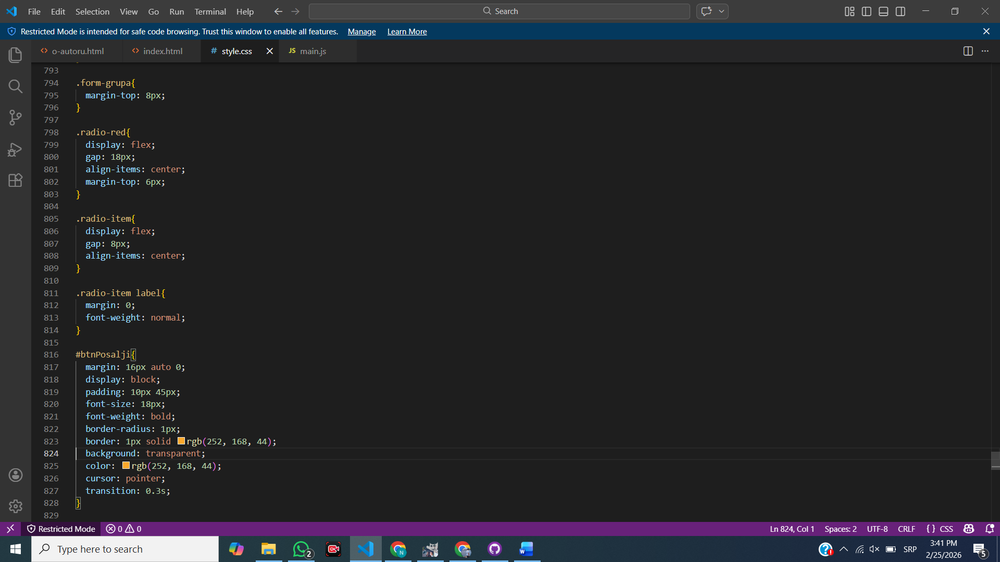 File Edit Selection View Go Run Terminal Help Search
Restricted Mode is intended for safe code browsing. Trust this window to enable all features. Manage Learn More
o-autoru.html index.html # style.css JS main.js
793
794 .form-grupa{
795 margin-top: 8px;
796 }
797
798 .radio-red{
799 display: flex;
800 gap: 18px;
801 align-items: center;
802 margin-top: 6px;
803 }
804
805 .radio-item{
806 display: flex;
807 gap: 8px;
808 align-items: center;
809 }
810
811 .radio-item label{
812 margin: 0;
813 font-weight: normal;
814 }
815
816 #btnPosalji{
817 margin: 16px auto 0;
818 display: block;
819 padding: 10px 45px;
820 font-size: 18px;
821 font-weight: bold;
822 border-radius: 1px;
823 border: 1px solid rgb(252, 168, 44);
824 background: transparent;
825 color: rgb(252, 168, 44);
826 cursor: pointer;
827 transition: 0.3s;
828 }
829
Restricted Mode 0 0 Ln 824, Col 1 Spaces: 2 UTF-8 CRLF { } CSS
Type here to search 2 N W SRP 3:41 PM
2/25/2026 5